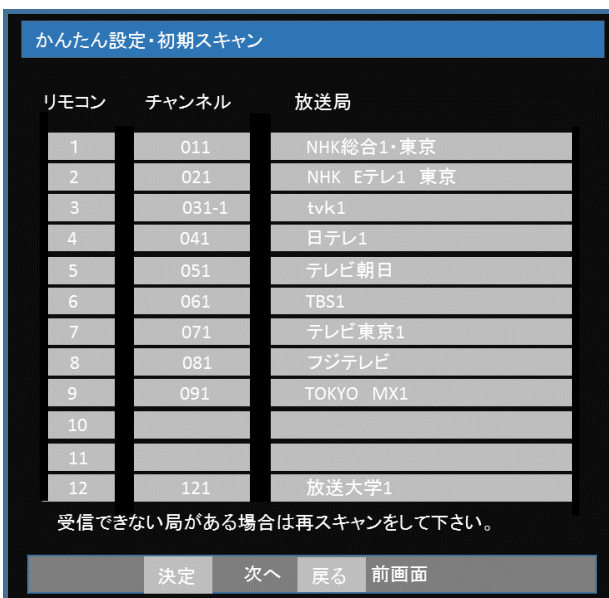 かんたん設定・初期スキャン
リモコン チャンネル 放送局
1 011 NHK総合1・東京
2 021 NHK Eテレ1 東京
3 031-1 tvk1
4 041 日テレ1
5 051 テレビ朝日
6 061 TBS1
7 071 テレビ東京1
8 081 フジテレビ
9 091 TOKYO MX1
10
11
12 121 放送大学1
受信できない局がある場合は再スキャンをして下さい。
決定 次へ 戻る 前画面